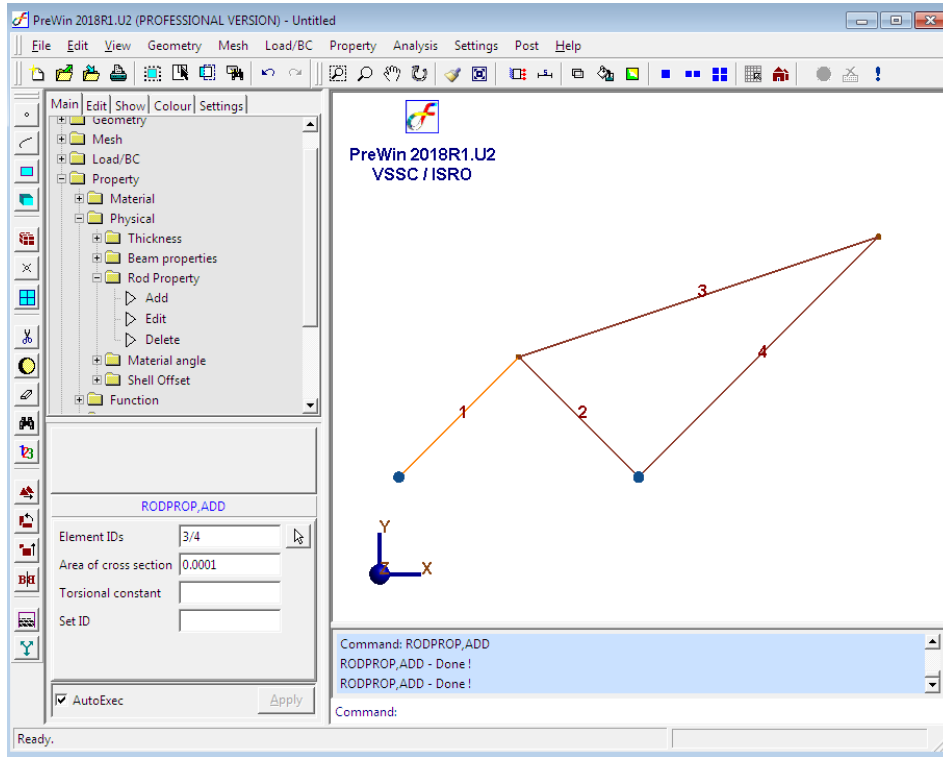 PreWin 2018R1.U2 (PROFESSIONAL VERSION) - Untitled
File Edit View Geometry Mesh Load/BC Property Analysis Settings Post Help
Main Edit Show Colour Settings
Geometry
Mesh
Load/BC
Property
Material
Physical
Thickness
Beam properties
Rod Property
Add
Edit
Delete
Material angle
Shell Offset
Function
123
B B
RODPROP,ADD
Element IDs 3/4
Area of cross section 0.0001
Torsional constant
Set ID
AutoExec Apply
PreWin 2018R1.U2
VSSC / ISRO
3
4
1
2
Y
Z X
Command: RODPROP,ADD
RODPROP,ADD - Done !
RODPROP,ADD - Done !
Command:
Ready.